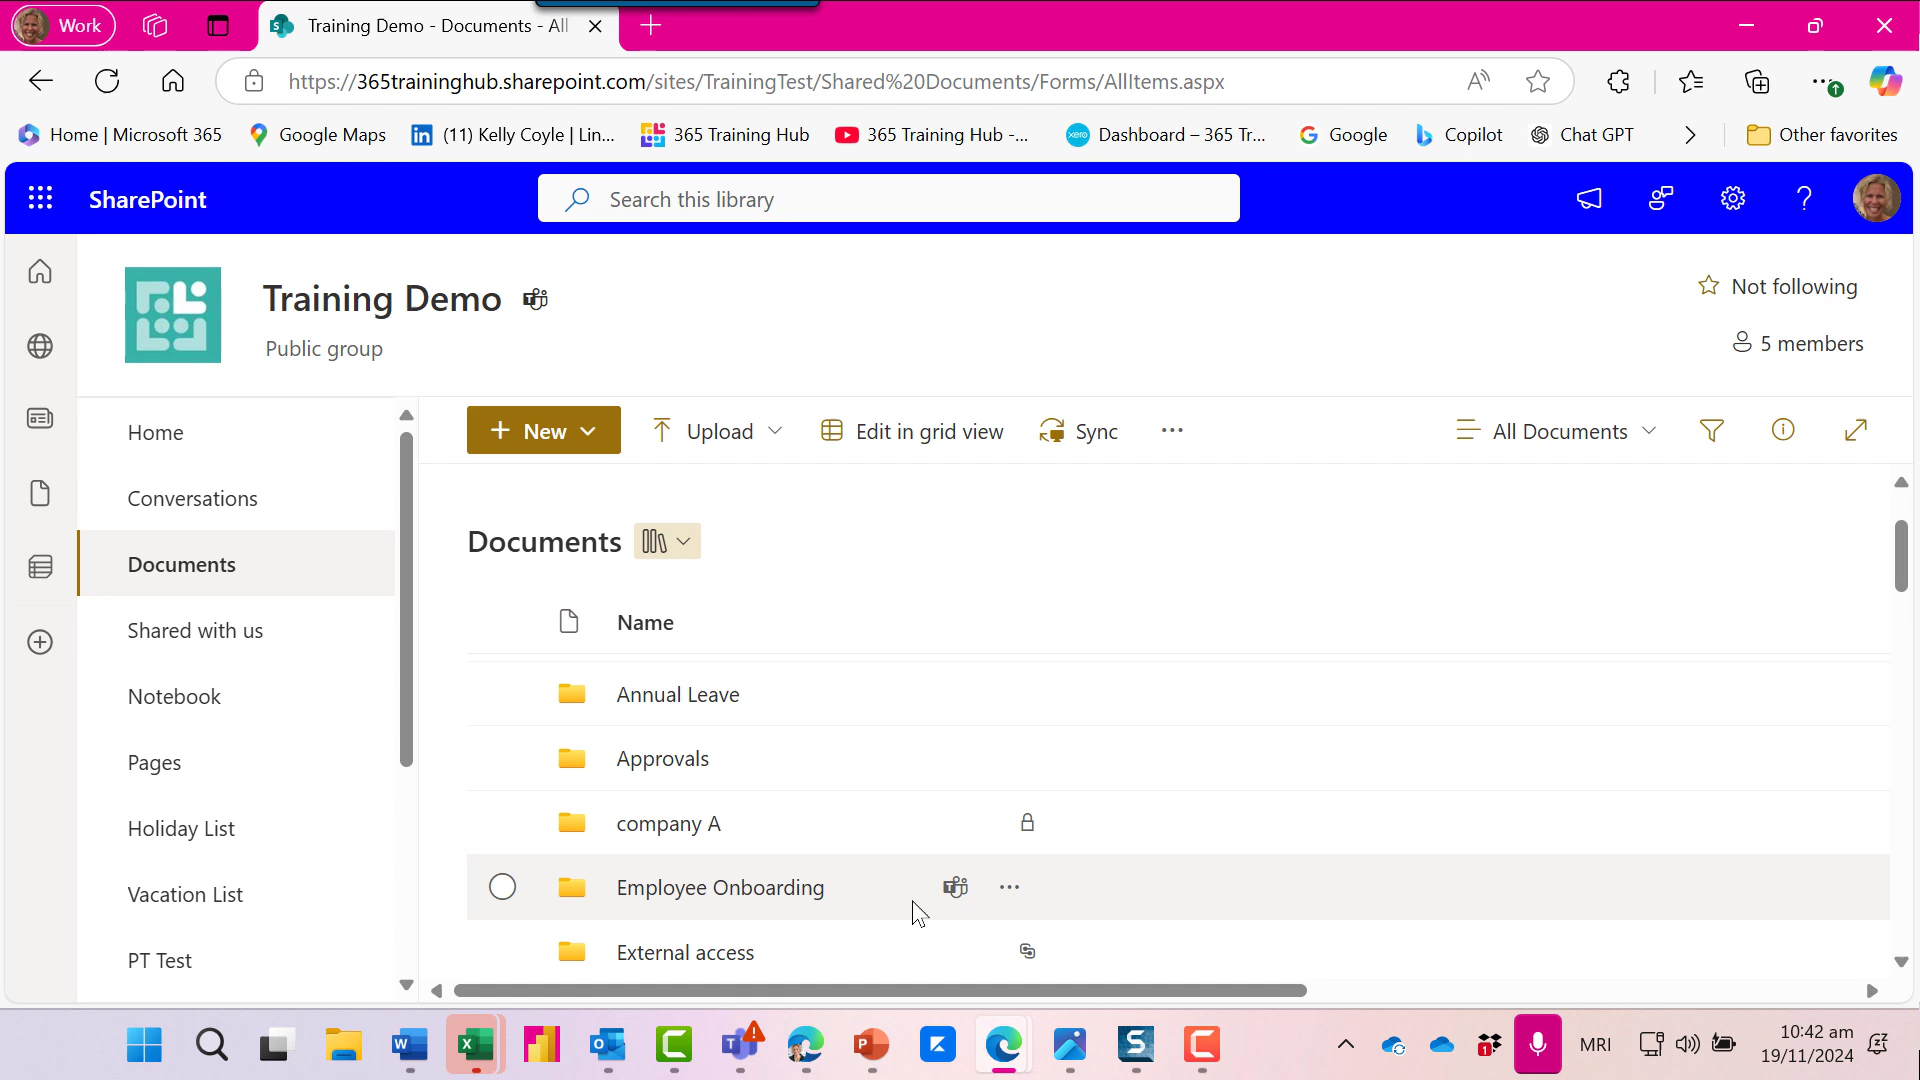 Work
Training Demo - Documents - All
https://365traininghub.sharepoint.com/sites/TrainingTest/Shared%20Documents/Forms/AllItems.aspx
Home | Microsoft 365
Google Maps
(11) Kelly Coyle | Lin...
365 Training Hub
365 Training Hub -...
Dashboard – 365 Tr...
Google
Copilot
Chat GPT
Other favorites
SharePoint
Search this library
Training Demo
Public group
Not following
5 members
Home
Conversations
Documents
Shared with us
Notebook
Pages
Holiday List
Vacation List
PT Test
New
Upload
Edit in grid view
Sync
All Documents
Documents
Name
Annual Leave
Approvals
company A
Employee Onboarding
External access
MRI
10:42 am
19/11/2024